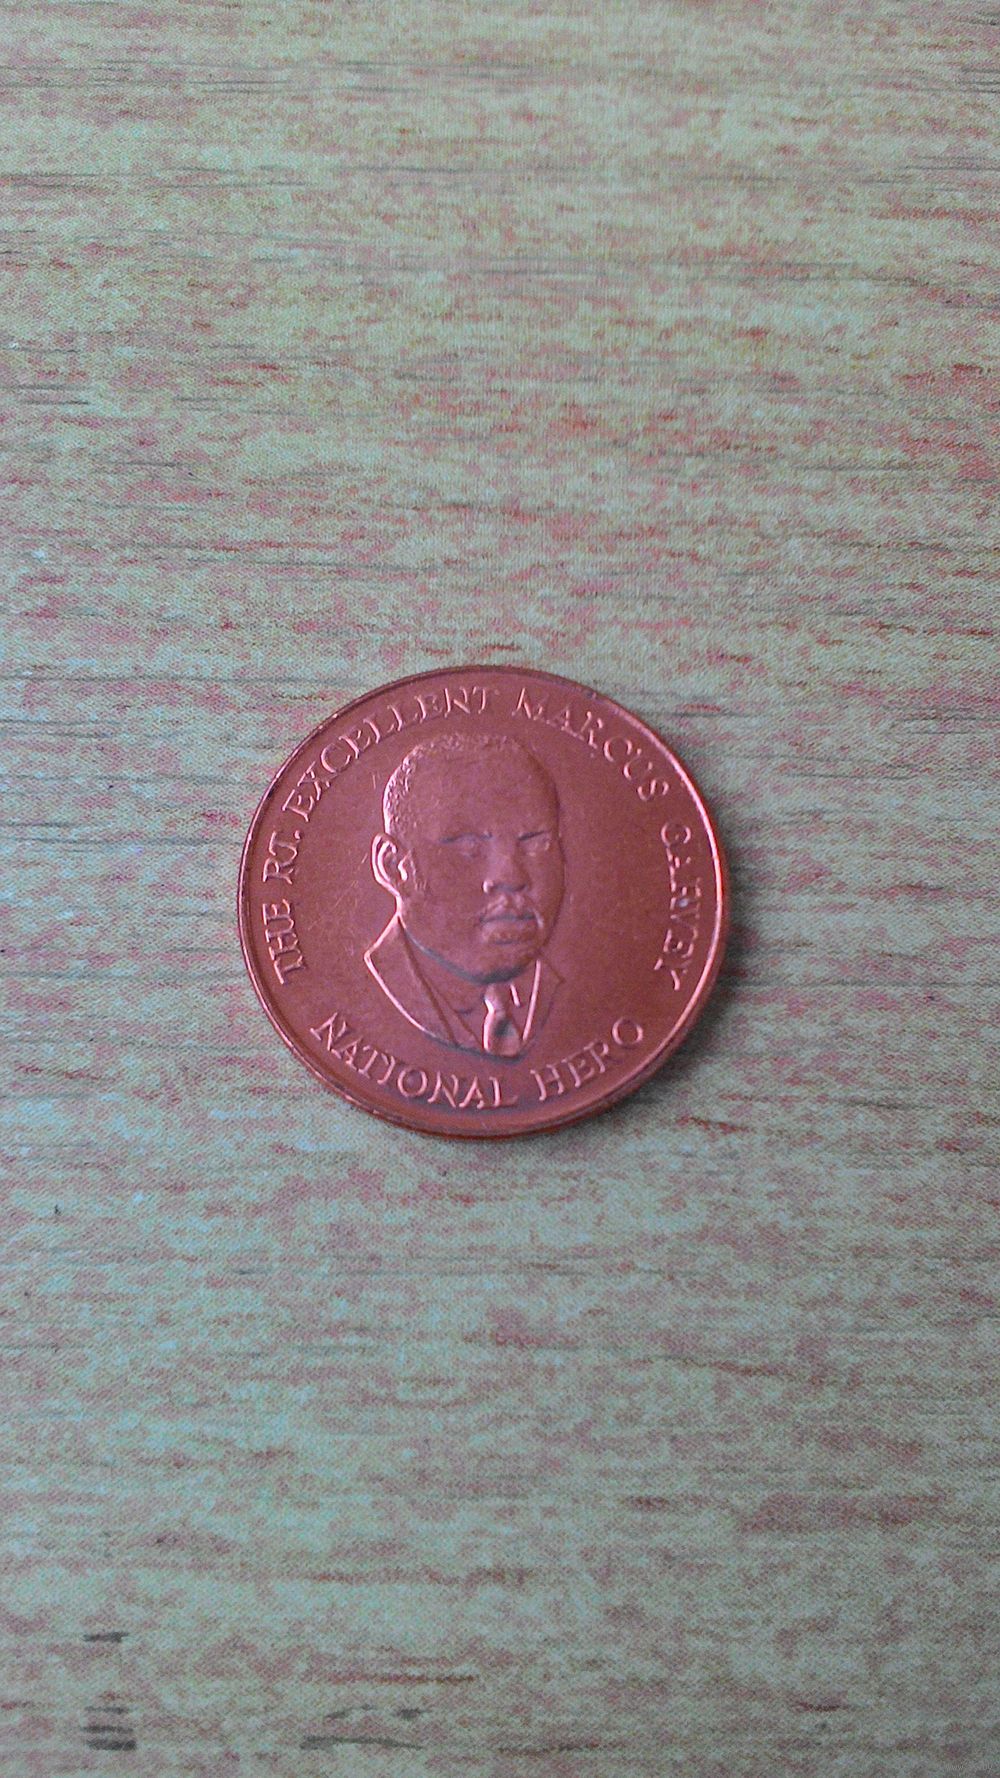 THE RT. EXCELLENT MARCUS GARVEY
NATIONAL HERO